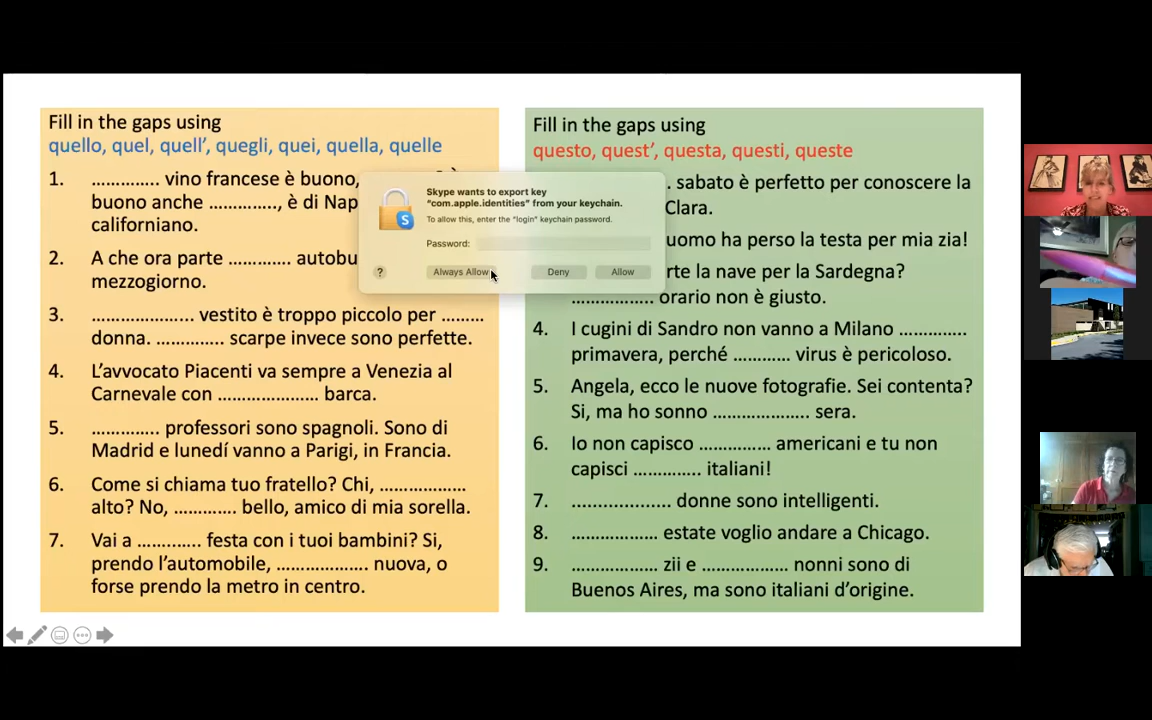 Fill in the gaps using
quello, quel, quell’, quegli, quei, quella, quelle
1. .............. vino francese è buono,
buono anche .............., è di Nap
californiano.
2. A che ora parte ............. autobu
mezzogiorno.
3. ..................... vestito è troppo piccolo per .........
donna. .............. scarpe invece sono perfette.
4. L’avvocato Piacenti va sempre a Venezia al
Carnevale con .................... barca.
5. .............. professori sono spagnoli. Sono di
Madrid e lunedí vanno a Parigi, in Francia.
6. Come si chiama tuo fratello? Chi, .................
alto? No, ............. bello, amico di mia sorella.
7. Vai a ............. festa con i tuoi bambini? Si,
prendo l’automobile, .................. nuova, o
forse prendo la metro in centro.
Skype wants to export key
“com.apple.identities” from your keychain.
To allow this, enter the “login” keychain password.
Password:
?
Always Allow
Deny
Allow
S
Fill in the gaps using
questo, quest’, questa, questi, queste
. sabato è perfetto per conoscere la
Clara.
uomo ha perso la testa per mia zia!
rte la nave per la Sardegna?
................ orario non è giusto.
4. I cugini di Sandro non vanno a Milano .............
primavera, perché ........... virus è pericoloso.
5. Angela, ecco le nuove fotografie. Sei contenta?
Si, ma ho sonno ................... sera.
6. Io non capisco .............. americani e tu non
capisci ............. italiani!
7. .................... donne sono intelligenti.
8. ................. estate voglio andare a Chicago.
9. ................. zii e ................. nonni sono di
Buenos Aires, ma sono italiani d’origine.